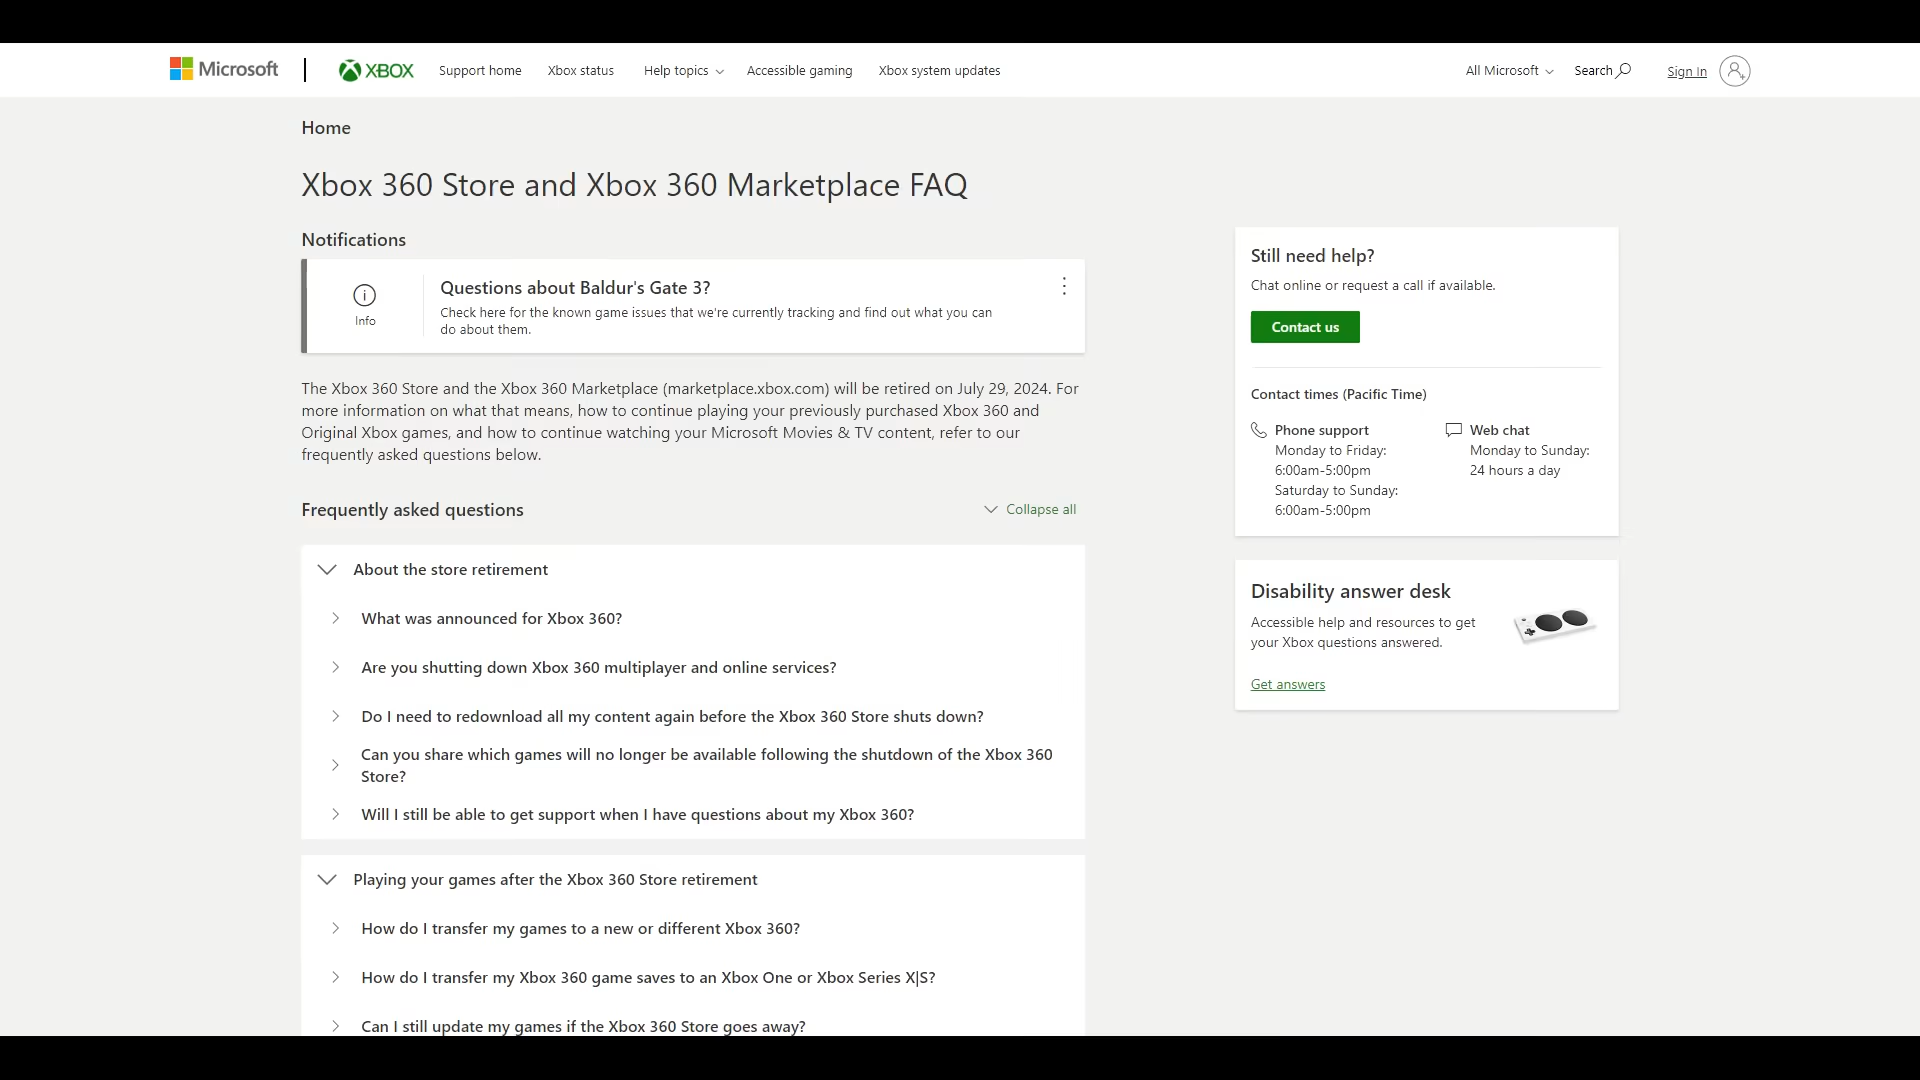 Microsoft
XBOX
Support home
Xbox status
Help topics
Accessible gaming
Xbox system updates
All Microsoft
Search
Sign In
Home
Xbox 360 Store and Xbox 360 Marketplace FAQ
Notifications
Info
Questions about Baldur's Gate 3?
Check here for the known game issues that we're currently tracking and find out what you can
do about them.
The Xbox 360 Store and the Xbox 360 Marketplace (marketplace.xbox.com) will be retired on July 29, 2024. For
more information on what that means, how to continue playing your previously purchased Xbox 360 and
Original Xbox games, and how to continue watching your Microsoft Movies & TV content, refer to our
frequently asked questions below.
Frequently asked questions
Collapse all
About the store retirement
What was announced for Xbox 360?
Are you shutting down Xbox 360 multiplayer and online services?
Do I need to redownload all my content again before the Xbox 360 Store shuts down?
Can you share which games will no longer be available following the shutdown of the Xbox 360
Store?
Will I still be able to get support when I have questions about my Xbox 360?
Playing your games after the Xbox 360 Store retirement
How do I transfer my games to a new or different Xbox 360?
How do I transfer my Xbox 360 game saves to an Xbox One or Xbox Series X|S?
Can I still update my games if the Xbox 360 Store goes away?
Still need help?
Chat online or request a call if available.
Contact us
Contact times (Pacific Time)
Phone support
Monday to Friday:
6:00am-5:00pm
Saturday to Sunday:
6:00am-5:00pm
Web chat
Monday to Sunday:
24 hours a day
Disability answer desk
Accessible help and resources to get
your Xbox questions answered.
Get answers